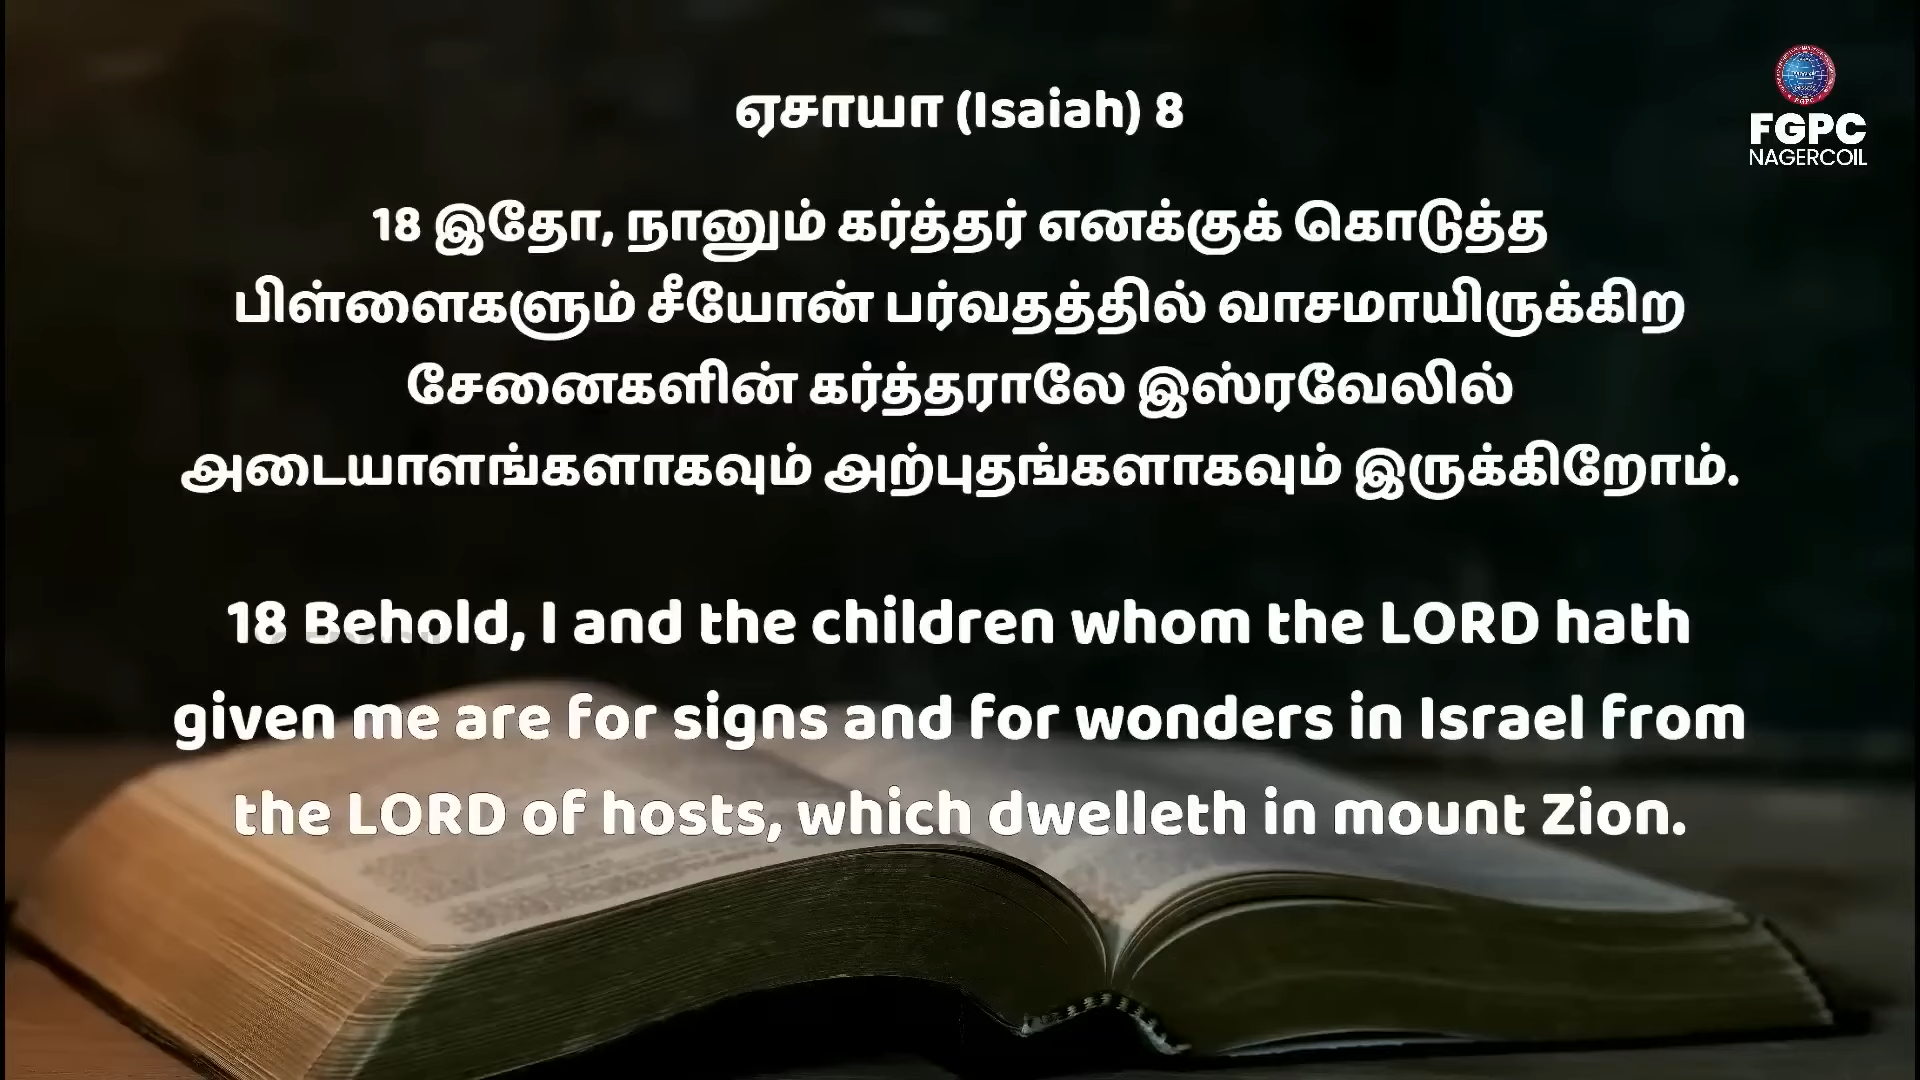 ஏசாயா (Isaiah) 8
FGPC
NAGERCOIL
18 இதோ, நானும் கர்த்தர் எனக்குக் கொடுத்த
பிள்ளைகளும் சீயோன் பர்வதத்தில் வாசமாயிருக்கிற
சேனைகளின் கர்த்தராலே இஸ்ரவேலில்
அடையாளங்களாகவும் அற்புதங்களாகவும் இருக்கிறோம்.
18 Behold, I and the children whom the LORD hath
given me are for signs and for wonders in Israel from
the LORD of hosts, which dwelleth in mount Zion.